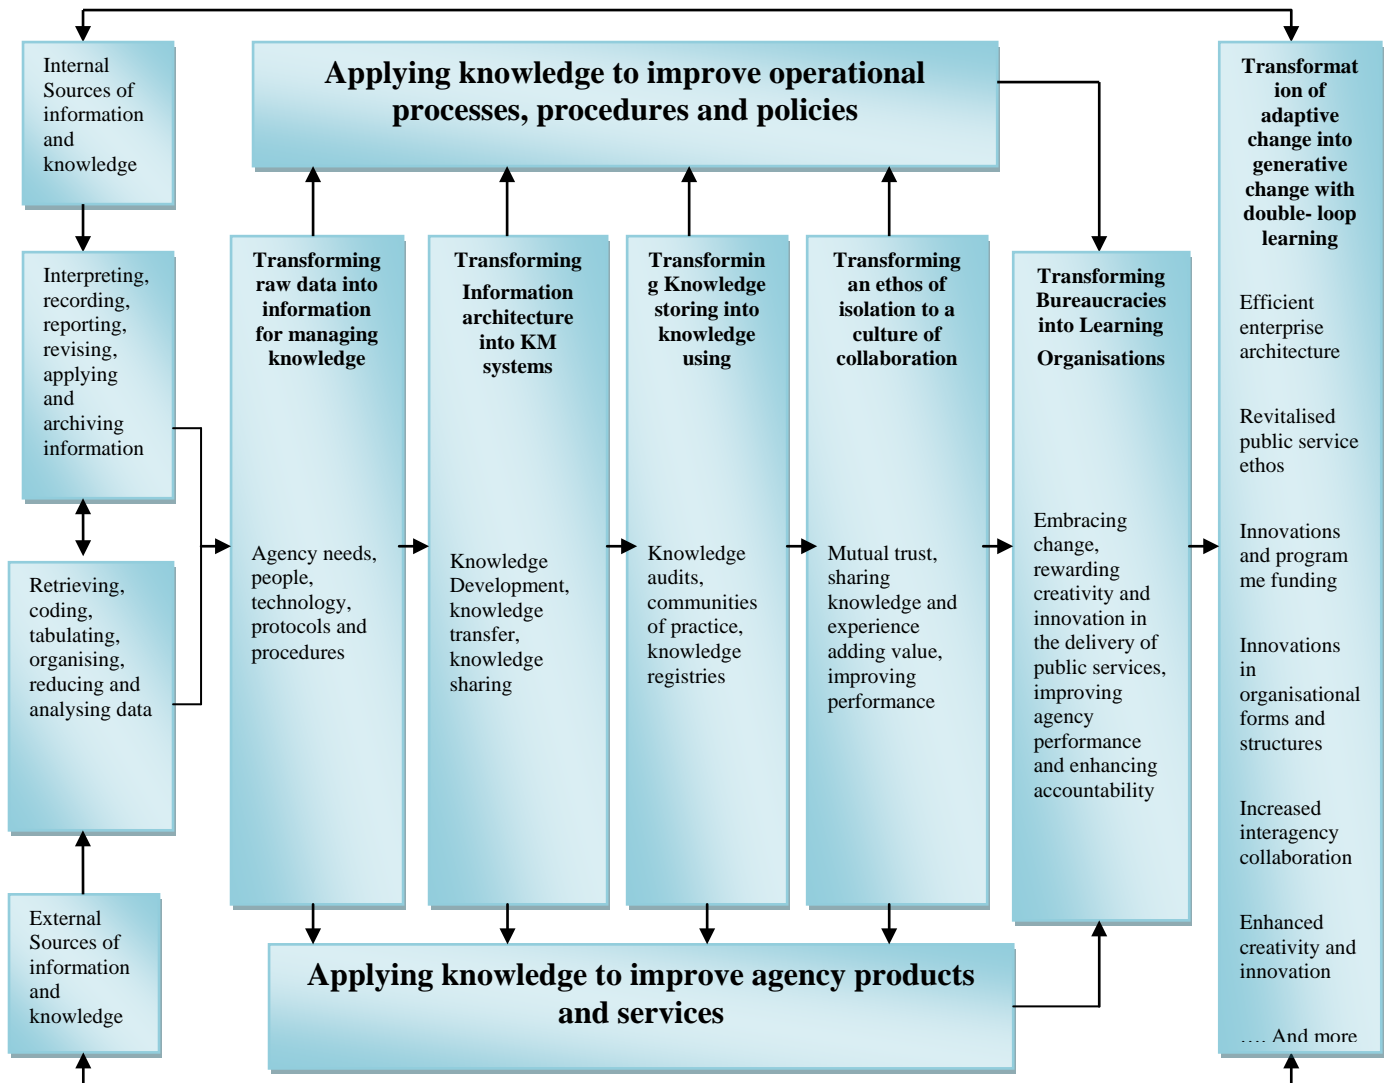 Internal
Sources of
information
and
knowledge
Interpreting,
recording,
reporting,
revising,
applying
and
archiving
information
Retrieving,
coding,
tabulating,
organising,
reducing and
analysing data
External
Sources of
information
and
knowledge
Applying knowledge to improve operational
processes, procedures and policies
Transforming
raw data into
information
for managing
knowledge
Agency needs,
people,
technology,
protocols and
procedures
Transforming
Information
architecture
into KM
systems
Knowledge
Development,
knowledge
transfer,
knowledge
sharing
Transformin
g Knowledge
storing into
knowledge
using
Knowledge
audits,
communities
of practice,
knowledge
registries
Transforming
an ethos of
isolation to a
culture of
collaboration
Mutual trust,
sharing
knowledge and
experience
adding value,
improving
performance
Applying knowledge to improve agency products
and services
Transforming
Bureaucracies
into Learning
Organisations
Embracing
change,
rewarding
creativity and
innovation in
the delivery of
public services,
improving
agency
performance
and enhancing
accountability
Transformat
ion of
adaptive
change into
generative
change with
double- loop
learning
Efficient
enterprise
architecture
Revitalised
public service
ethos
Innovations
and program
me funding
Innovations
in
organisational
forms and
structures
Increased
interagency
collaboration
Enhanced
creativity and
innovation
…. And more